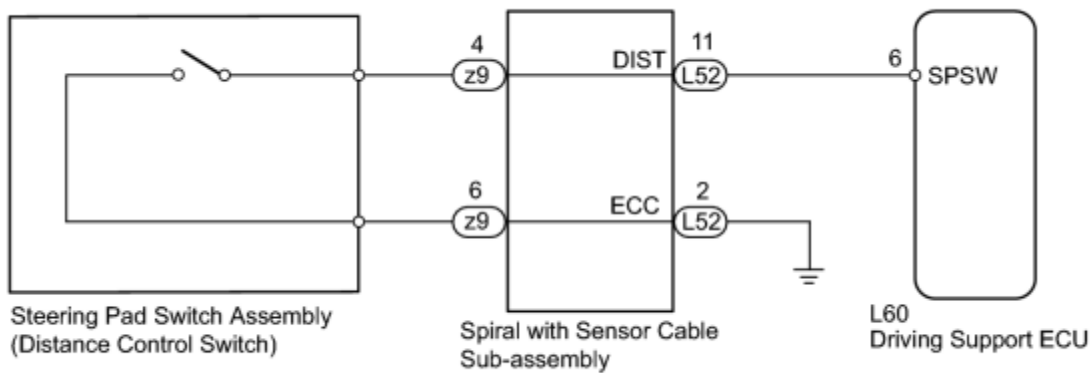 4
z9
DIST
11
L52
6
SPSW
6
z9
ECC
2
L52
Steering Pad Switch Assembly
(Distance Control Switch)
Spiral with Sensor Cable
Sub-assembly
L60
Driving Support ECU